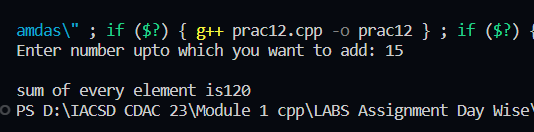 amdas\" ; if ($?) { g++ prac12.cpp -o prac12 } ; if ($?) {
Enter number upto which you want to add: 15
sum of every element is120
PS D:\IACSD CDAC 23\Module 1 cpp\LABS Assignment Day Wise\